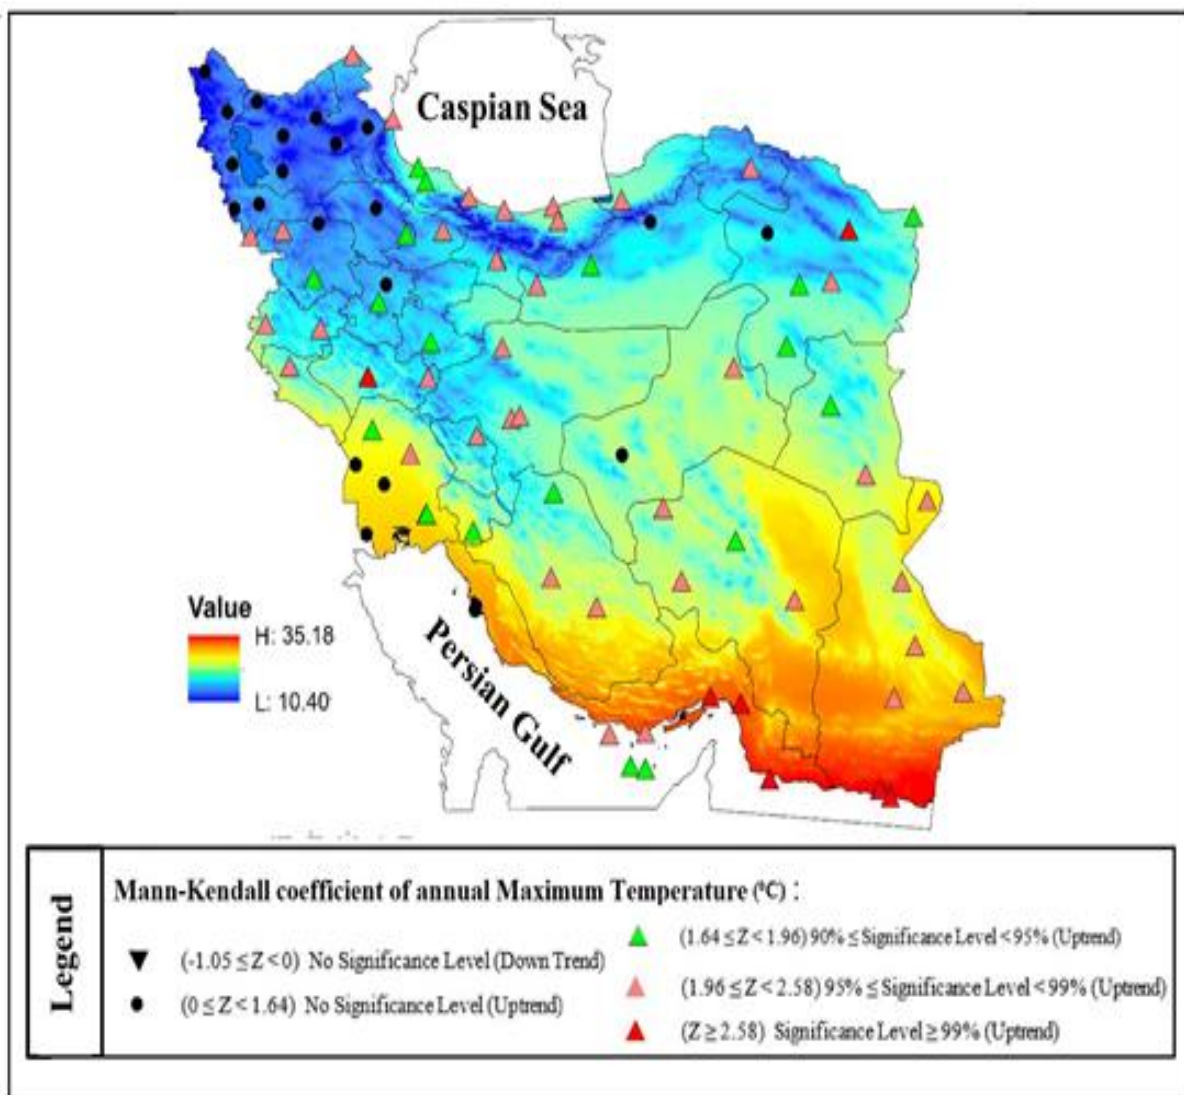 Caspian Sea
Value
H: 35.18
L: 10.40
Persian Gulf
Legend
Mann-Kendall coefficient of annual Maximum Temperature (ºC) :
(-1.05 ≤ Z < 0) No Significance Level (Down Trend)
(0 ≤ Z < 1.64) No Significance Level (Uptrend)
(1.64 ≤ Z < 1.96) 90% ≤ Significance Level < 95% (Uptrend)
(1.96 ≤ Z < 2.58) 95% ≤ Significance Level < 99% (Uptrend)
(Z ≥ 2.58) Significance Level ≥ 99% (Uptrend)